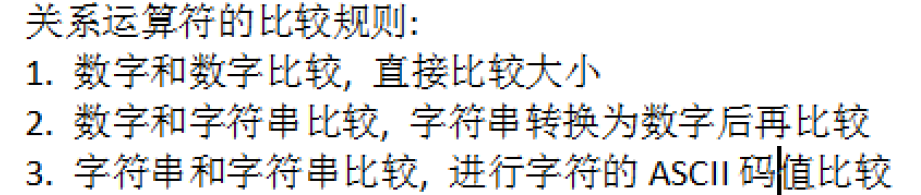 关系运算符的比较规则:
1. 数字和数字比较, 直接比较大小
2. 数字和字符串比较, 字符串转换为数字后再比较
3. 字符串和字符串比较, 进行字符的 ASCII 码值比较